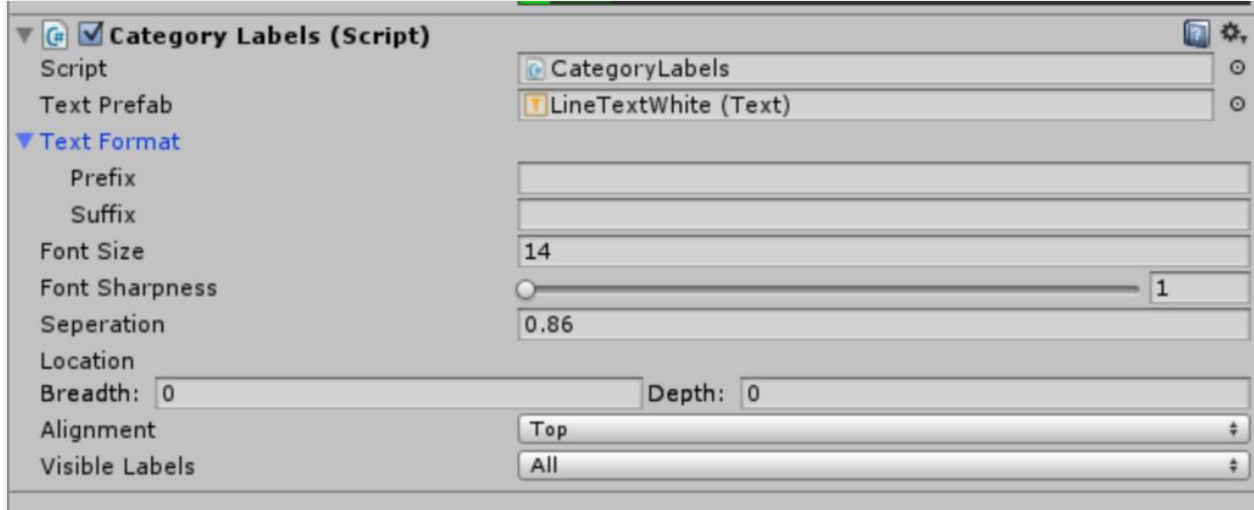 Category Labels (Script)
Script CategoryLabels
Text Prefab LineTextWhite (Text)
Text Format
Prefix
Suffix
Font Size 14
Font Sharpness 1
Seperation 0.86
Location
Breadth: 0 Depth: 0
Alignment Top
Visible Labels All